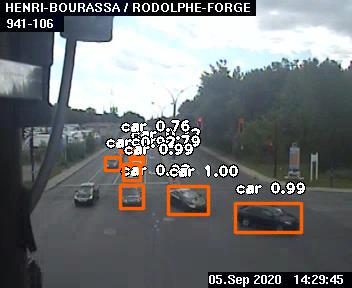 HENRI-BOURASSA / RODOLPHE-FORGE
941-106
car 0.76
car 0.99
car 1.00
car 0.99
05.Sep 2020 14:29:45